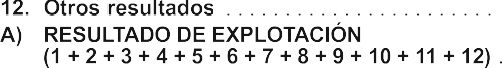 12. Otros resultados . . . . . . . . . . . . . . . . . . . . . .
A) RESULTADO DE EXPLOTACIÓN
(1 + 2 + 3 + 4 + 5 + 6 + 7 + 8 + 9 + 10 + 11 + 12) .